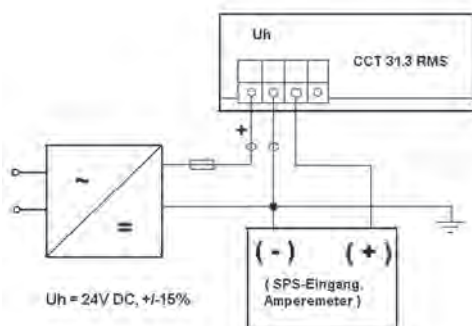 Uh
CCT 31.3 RMS
+
~
=
( - ) ( + )
( SPS-Eingang,
Amperemeter )
Uh = 24V DC, +/-15%